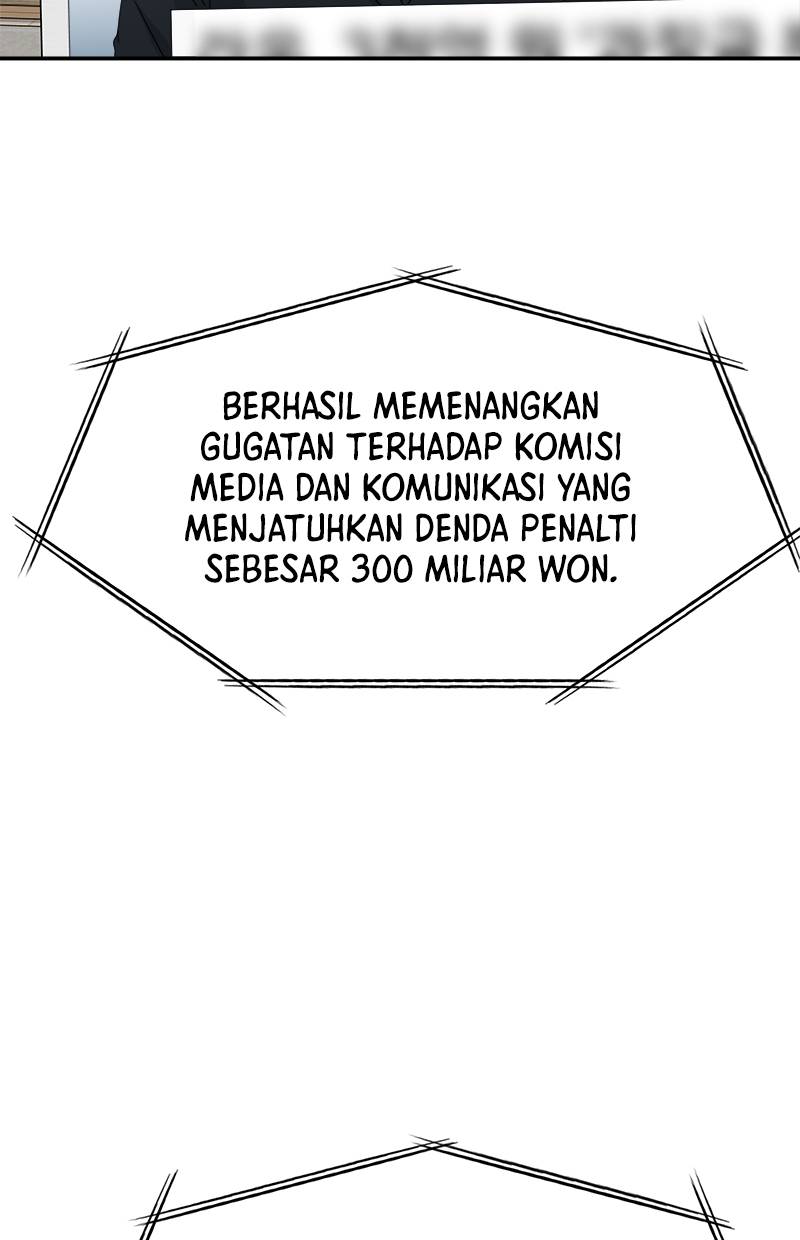 BERHASIL MEMENANGKAN
GUGATAN TERHADAP KOMISI
MEDIA DAN KOMUNIKASI YANG
MENJATUHKAN DENDA PENALTI
SEBESAR 300 MILIAR WON.